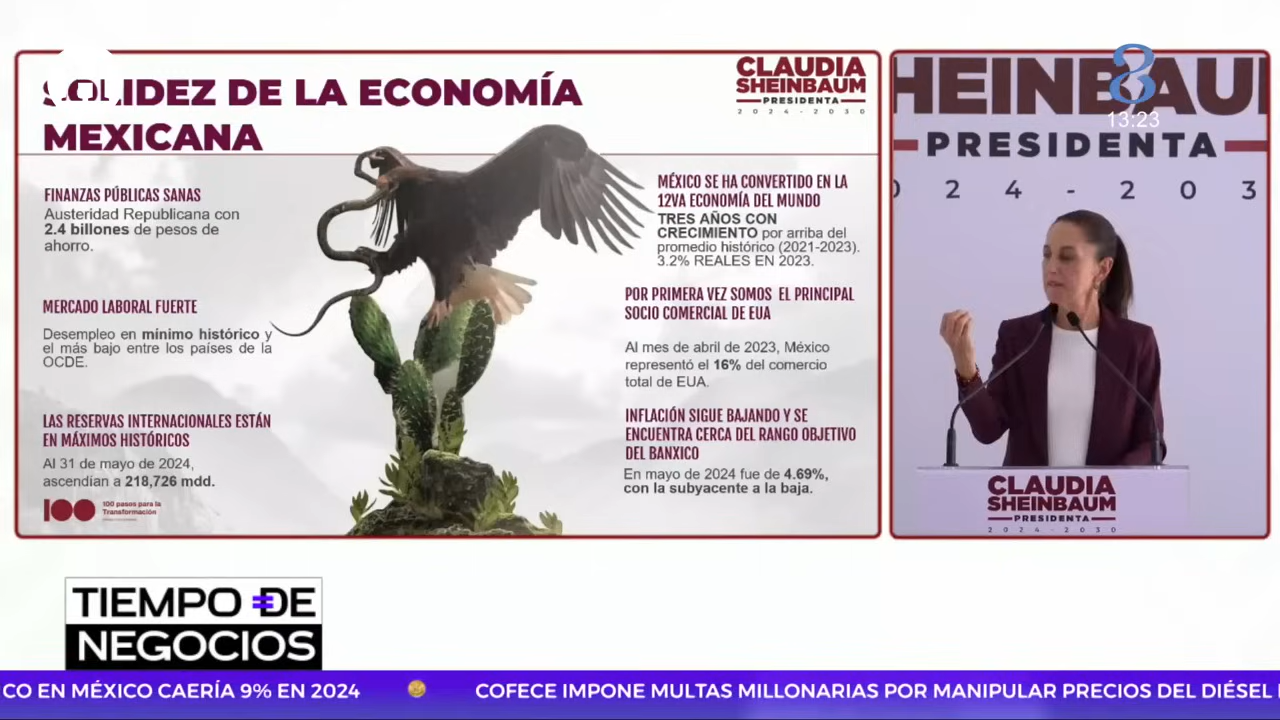 IDEZ DE LA ECONOMÍA
MEXICANA
CLAUDIA
SHEINBAUM
PRESIDENTA
2024-2030
FINANZAS PÚBLICAS SANAS
Austeridad Republicana con
2.4 billones de pesos de
ahorro.
MERCADO LABORAL FUERTE
Desempleo en mínimo histórico y
el más bajo entre los países de la
OCDE.
LAS RESERVAS INTERNACIONALES ESTÁN
EN MÁXIMOS HISTÓRICOS
Al 31 de mayo de 2024,
ascendían a 218,726 mdd.
100
100 pasos para la
Transformación
MÉXICO SE HA CONVERTIDO EN LA
12VA ECONOMÍA DEL MUNDO
TRES AÑOS CON
CRECIMIENTO por arriba del
promedio histórico (2021-2023).
3.2% REALES EN 2023.
POR PRIMERA VEZ SOMOS EL PRINCIPAL
SOCIO COMERCIAL DE EUA
Al mes de abril de 2023, México
representó el 16% del comercio
total de EUA.
INFLACIÓN SIGUE BAJANDO Y SE
ENCUENTRA CERCA DEL RANGO OBJETIVO
DEL BANXICO
En mayo de 2024 fue de 4.69%,
con la subyacente a la baja.
HEINBAU
PRESIDENTA
24-203
8
13:23
CLAUDIA
SHEINBAUM
PRESIDENTA
2024-2030
TIEMPO DE
NEGOCIOS
CO EN MÉXICO CAERÍA 9% EN 2024 COFECE IMPONE MULTAS MILLONARIAS POR MANIPULAR PRECIOS DEL DIÉSEL